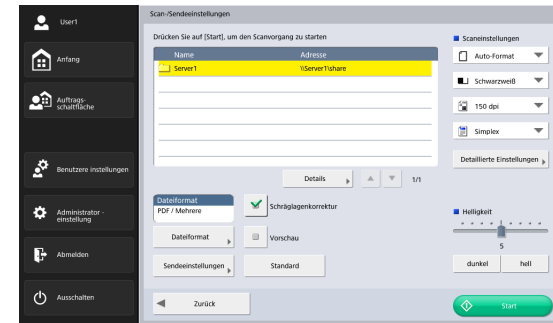 User1
Anfang
Auftrags-
schaltfläche
Benutzere instellungen
Administrator -
einstellung
Abmelden
Ausschalten
Scan-/Sendeeinstellungen
Drücken Sie auf [Start], um den Scanvorgang zu starten
Name Adresse
Server1 \\Server1\share
Details 1/1
Dateiformat
PDF / Mehrere
Schräglagenkorrektur
Dateiformat
Vorschau
Sendeeinstellungen
Standard
Zurück
Scaneinstellungen
Auto-Format
Schwarzweiß
150 dpi
Simplex
Detaillierte Einstellungen
Helligkeit
5
dunkel hell
Start